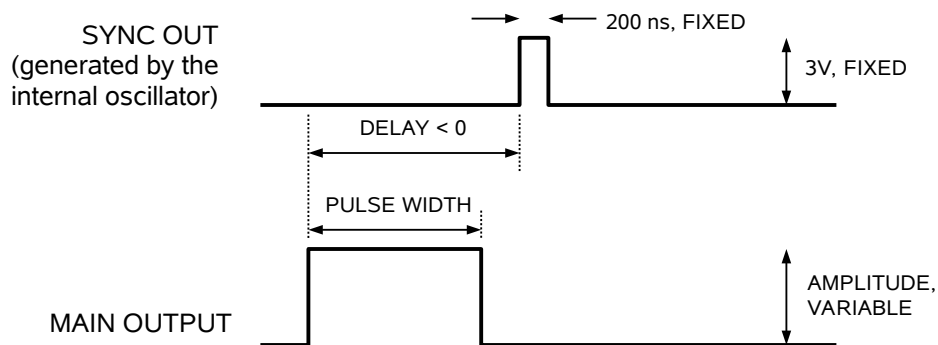 200 ns, FIXED
SYNC OUT
(generated by the
internal oscillator)
3V, FIXED
DELAY < 0
PULSE WIDTH
AMPLITUDE,
VARIABLE
MAIN OUTPUT